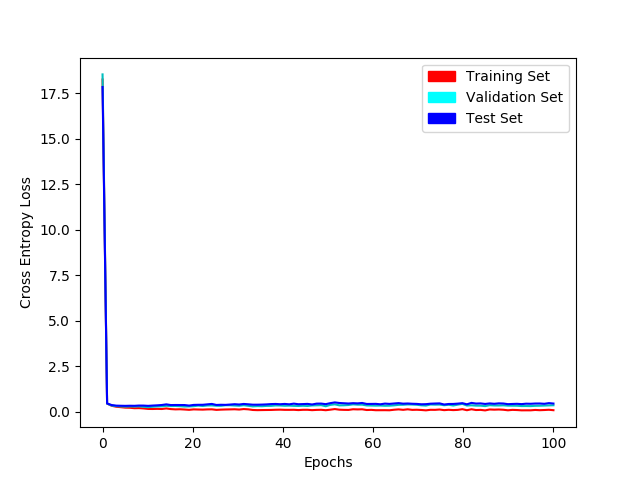 Training Set
Validation Set
Test Set
17.5
15.0
12.5
10.0
7.5
5.0
2.5
0.0
Cross Entropy Loss
0 20 40 60 80 100
Epochs